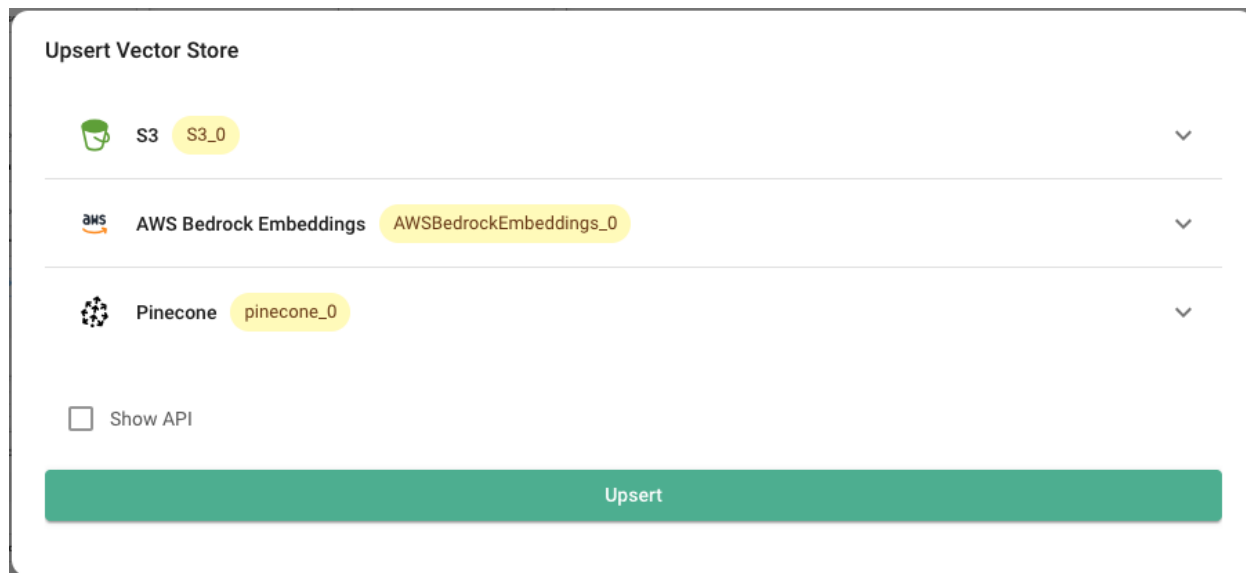 Upsert Vector Store
S3 S3_0
aws AWS Bedrock Embeddings AWSBedrockEmbeddings_0
Pinecone pinecone_0
Show API
Upsert